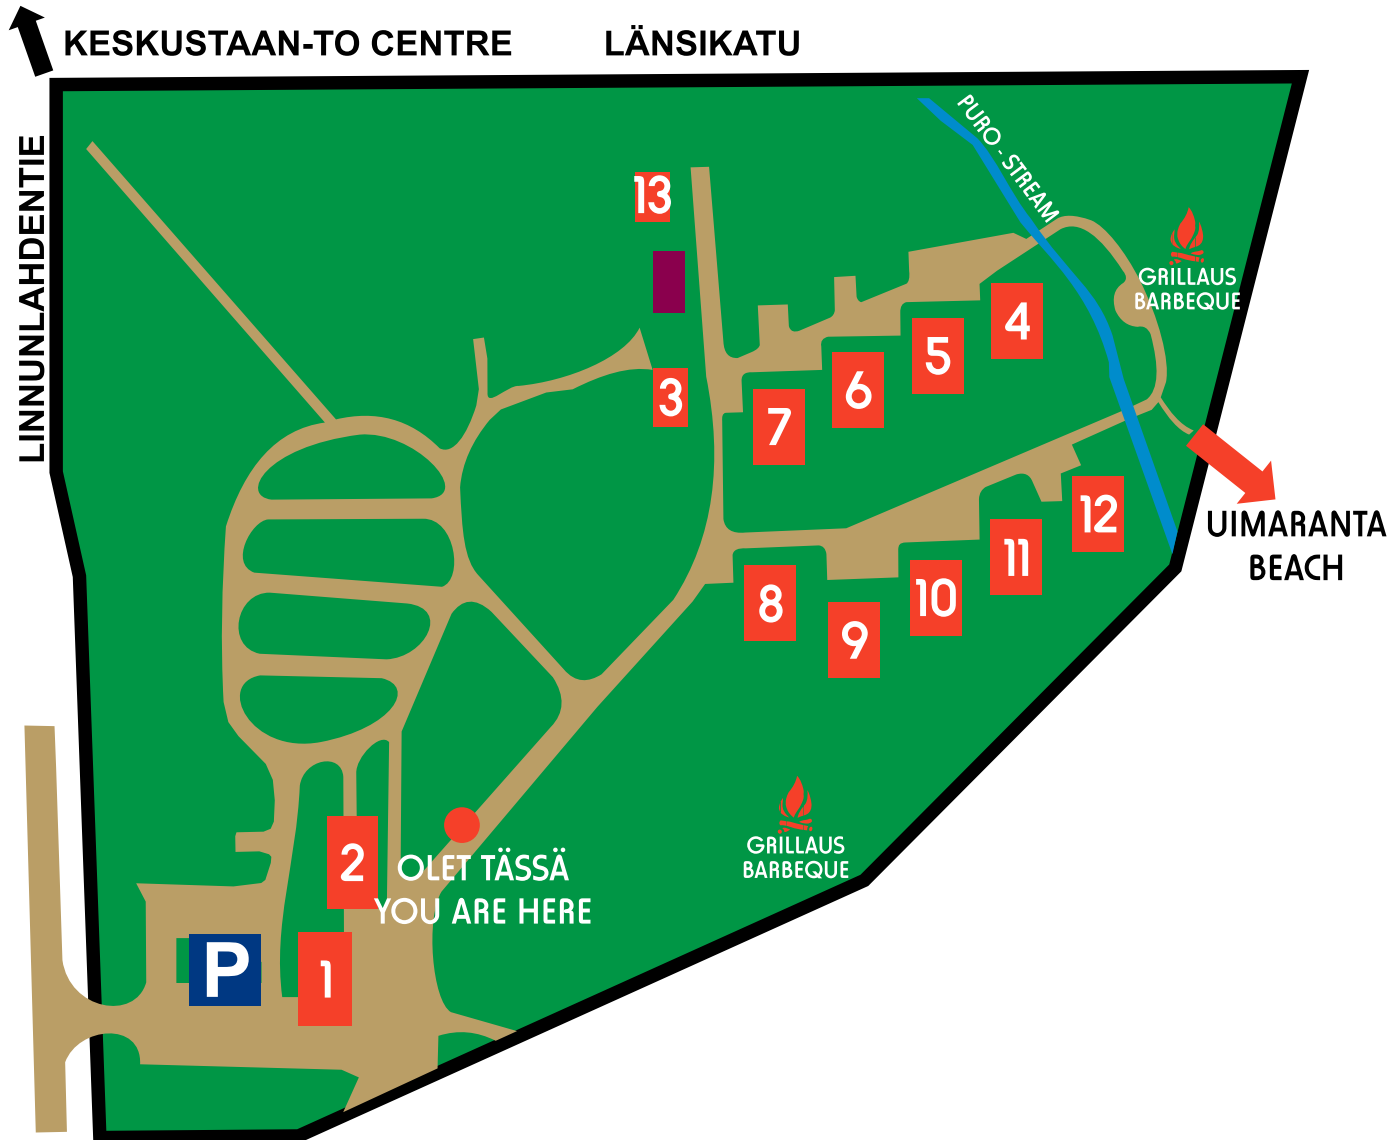 KESKUSTAAN-TO CENTRE
LÄNSIKATU
LINNUNLAHDENTIE
PURO - STREAM
13
GRILLAUS
BARBEQUE
4
5
6
3
7
12
UIMARANTA
BEACH
11
8
10
9
GRILLAUS
BARBEQUE
2
OLET TÄSSÄ
YOU ARE HERE
P
1